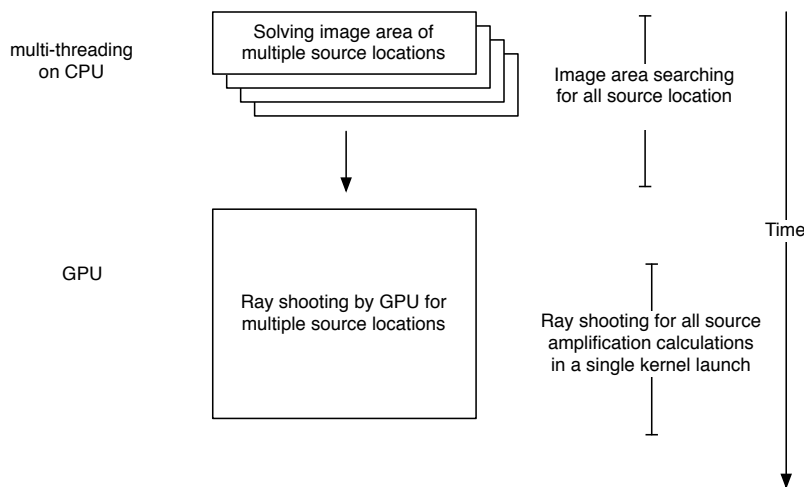 multi-threading
on CPU
Solving image area of
multiple source locations
Image area searching
for all source location
Time
GPU
Ray shooting by GPU for
multiple source locations
Ray shooting for all source
amplification calculations
in a single kernel launch